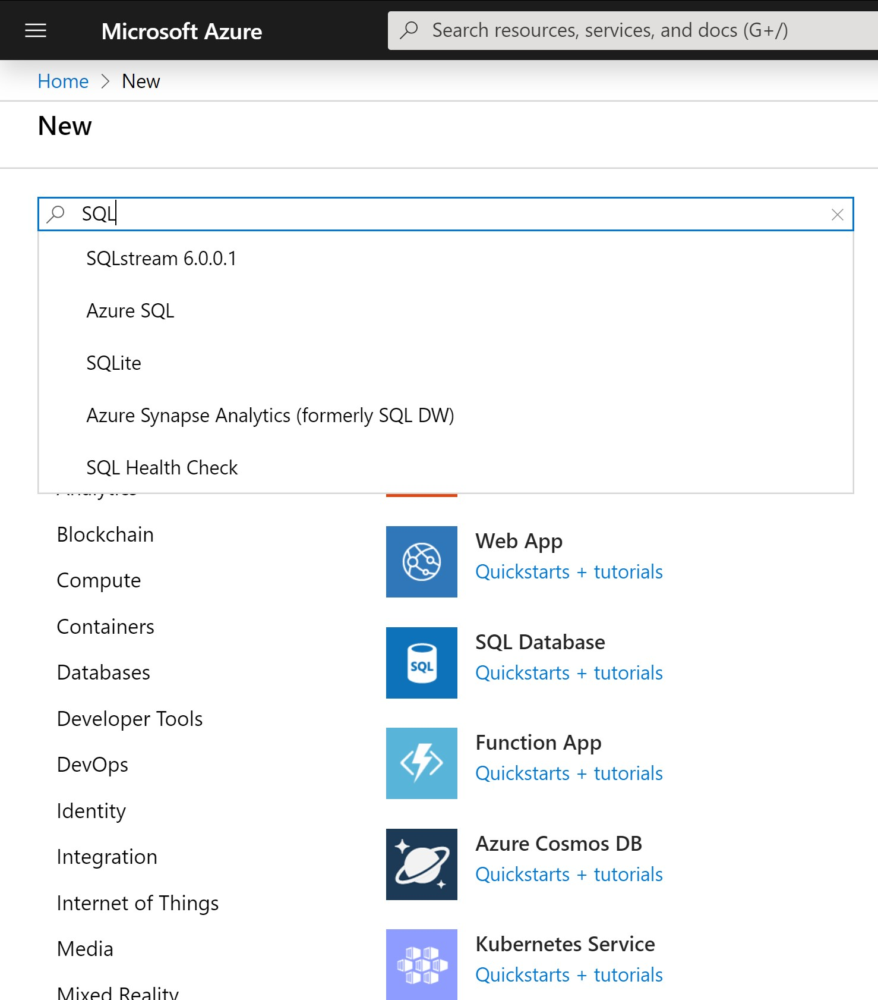 Microsoft Azure
Search resources, services, and docs (G+/)
Home > New
New
SQL
SQLstream 6.0.0.1
Azure SQL
SQLite
Azure Synapse Analytics (formerly SQL DW)
SQL Health Check
Analytics
Blockchain
Compute
Containers
Databases
Developer Tools
DevOps
Identity
Integration
Internet of Things
Media
Mixed Reality
Web App
Quickstarts + tutorials
SQL
SQL Database
Quickstarts + tutorials
Function App
Quickstarts + tutorials
Azure Cosmos DB
Quickstarts + tutorials
Kubernetes Service
Quickstarts + tutorials